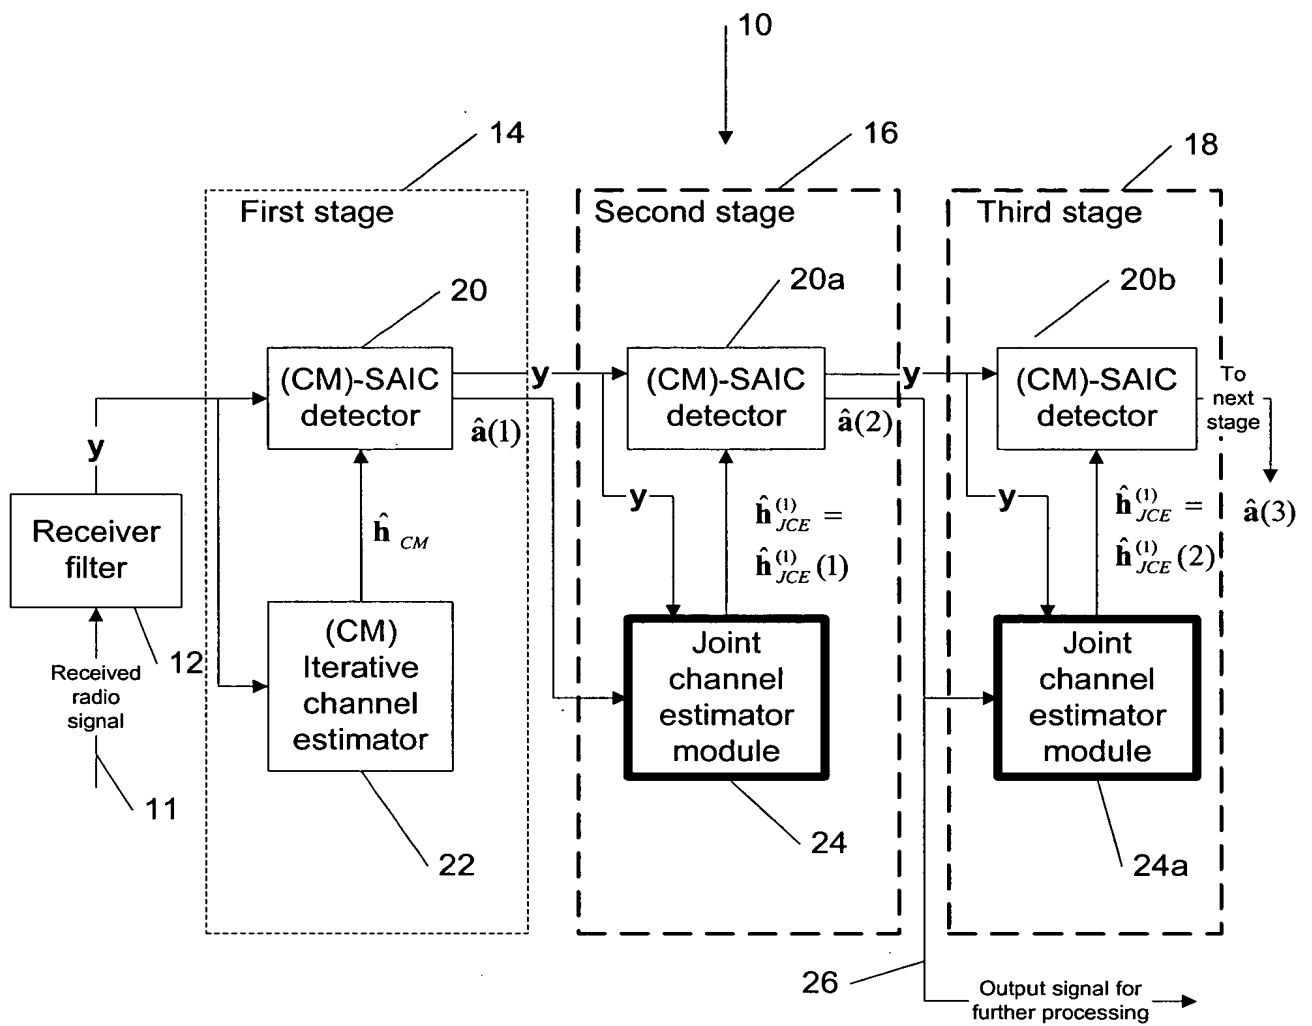 10
14
16
18
First stage
Second stage
Third stage
20
20a
20b
(CM)-SAIC
detector
y
(CM)-SAIC
detector
y
(CM)-SAIC
detector
To
next
stage
y
â(1)
â(2)
â(3)
Receiver
filter
ĥ CM
y
ĥ(1)JCE =
ĥ(1)JCE(1)
y
ĥ(1)JCE =
ĥ(1)JCE(2)
12
Received
radio
signal
11
(CM)
Iterative
channel
estimator
Joint
channel
estimator
module
Joint
channel
estimator
module
22
24
24a
26
Output signal for
further processing